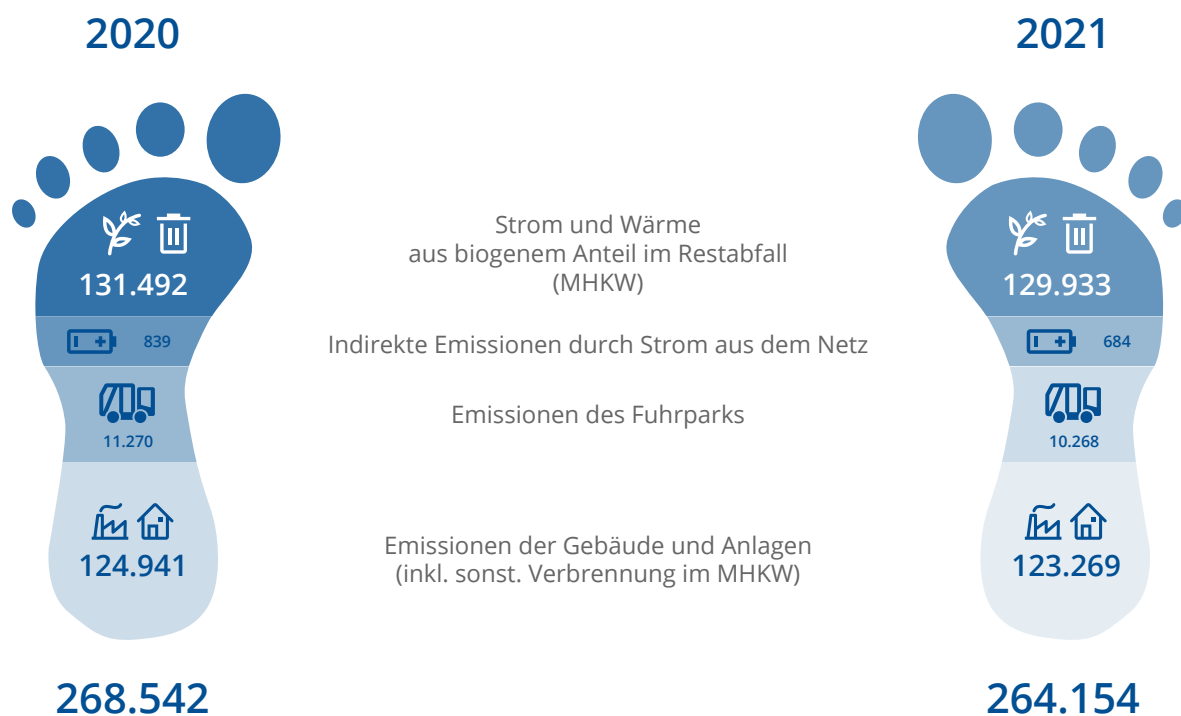 2020
2021
131.492
Strom und Wärme
aus biogenem Anteil im Restabfall
(MHKW)
129.933
839
Indirekte Emissionen durch Strom aus dem Netz
684
11.270
Emissionen des Fuhrparks
10.268
124.941
Emissionen der Gebäude und Anlagen
(inkl. sonst. Verbrennung im MHKW)
123.269
268.542
264.154